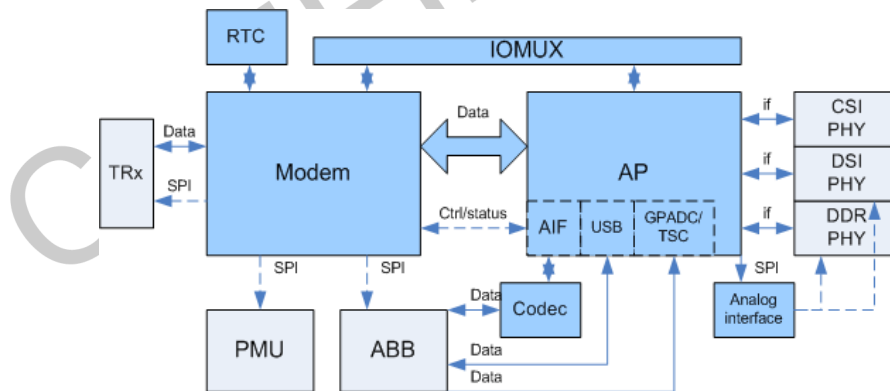 RTC
IOMUX
Data
if
CSI
PHY
Data
TRx
Modem
AP
if
DSI
PHY
SPI
Ctrl/status
AIF
USB
GPADC/
TSC
if
DDR
PHY
SPI
SPI
SPI
Data
Codec
Analog
interface
PMU
ABB
Data
Data